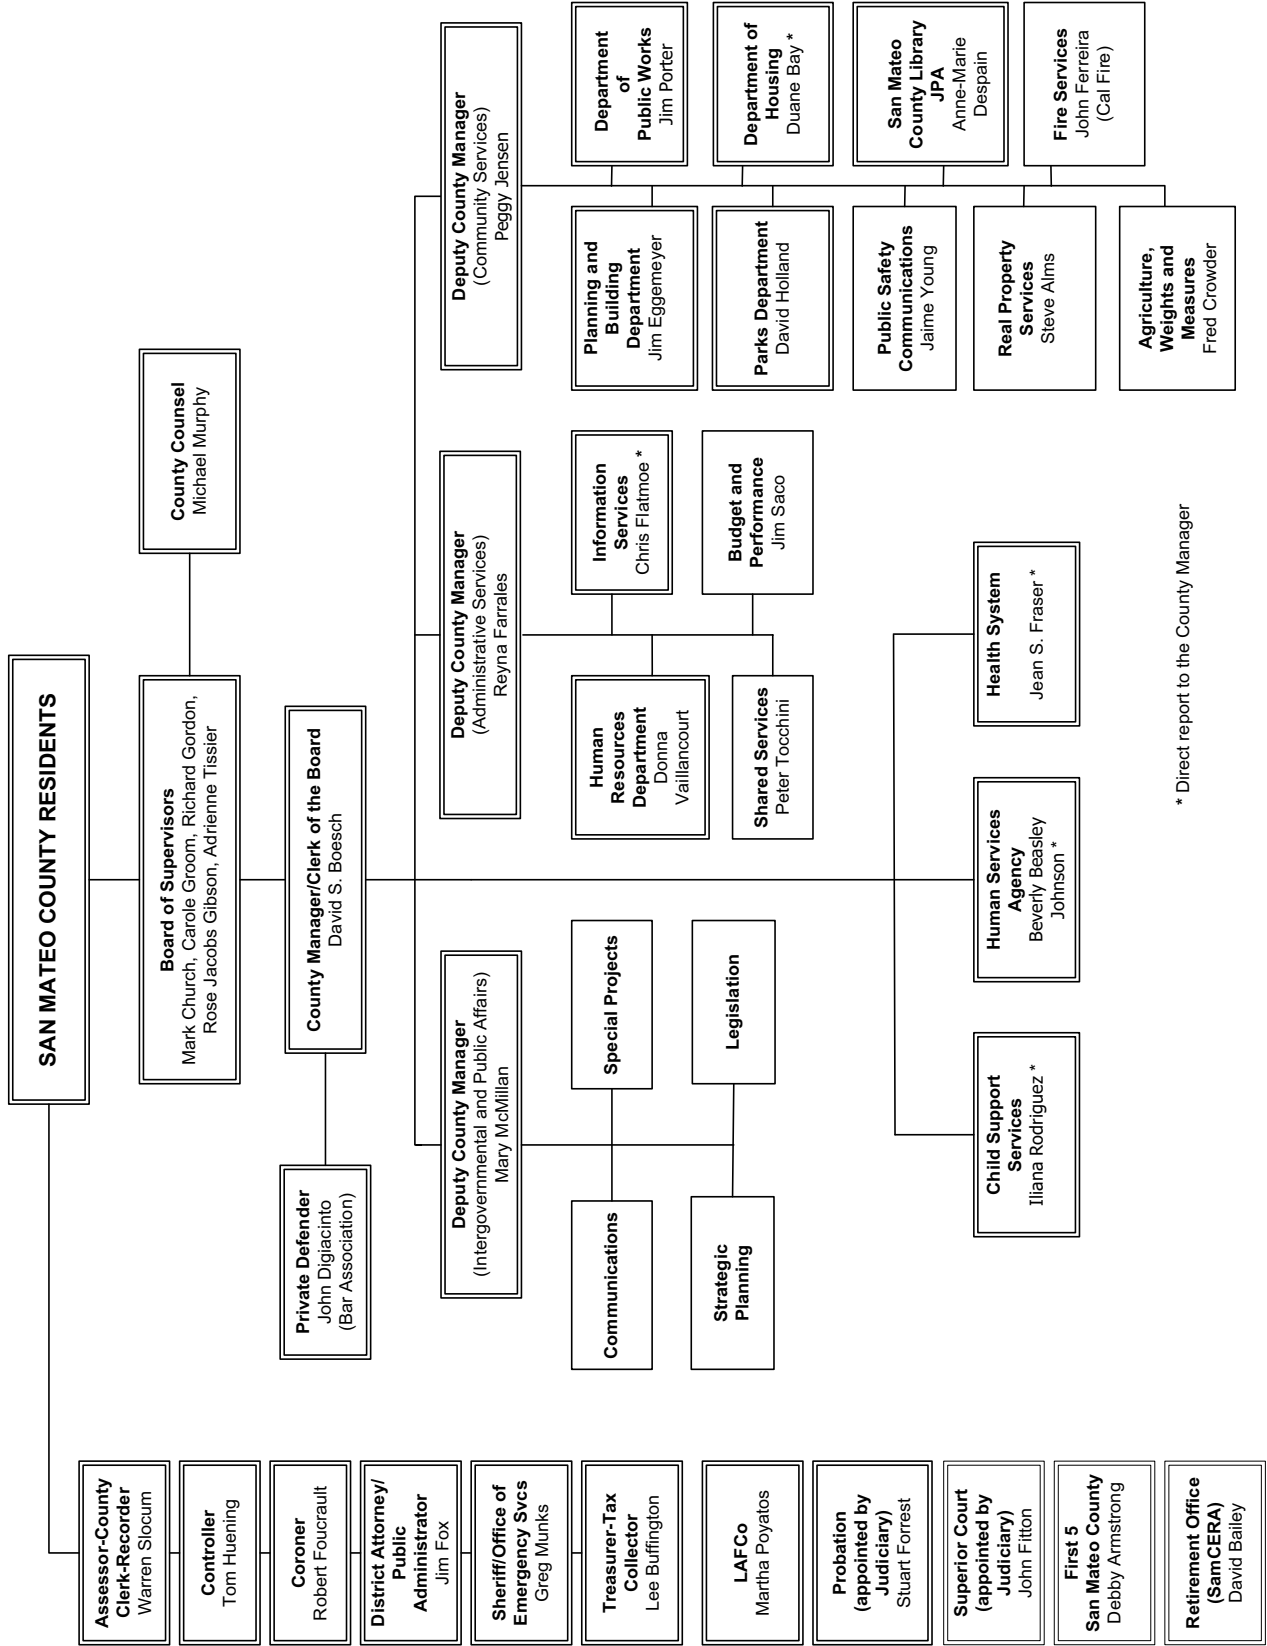 SAN MATEO COUNTY RESIDENTS
Board of Supervisors
Mark Church, Carole Groom, Richard Gordon,
Rose Jacobs Gibson, Adrienne Tissier
County Counsel
Michael Murphy
County Manager/Clerk of the Board
David S. Boesch
Private Defender
John Digiacinto
(Bar Association)
Assessor-County
Clerk-Recorder
Warren Slocum
Controller
Tom Huening
Coroner
Robert Foucrault
District Attorney/
Public
Administrator
Jim Fox
Sheriff/Office of
Emergency Svcs
Greg Munks
Treasurer-Tax
Collector
Lee Buffington
LAFCo
Martha Poyatos
Probation
(appointed by
Judiciary)
Stuart Forrest
Superior Court
(appointed by
Judiciary)
John Fitton
First 5
San Mateo County
Debby Armstrong
Retirement Office
(SamCERA)
David Bailey
Deputy County Manager
(Intergovernmental and Public Affairs)
Mary McMillan
Communications
Special Projects
Strategic
Planning
Legislation
Deputy County Manager
(Administrative Services)
Reyna Farrales
Human
Resources
Department
Donna
Vaillancourt
Information
Services
Chris Flatmoe *
Shared Services
Peter Tocchini
Budget and
Performance
Jim Saco
Deputy County Manager
(Community Services)
Peggy Jensen
Planning and
Building
Department
Jim Eggemeyer
Department
of
Public Works
Jim Porter
Parks Department
David Holland
Department of
Housing
Duane Bay *
Public Safety
Communications
Jaime Young
San Mateo
County Library
JPA
Anne-Marie
Despain
Real Property
Services
Steve Alms
Fire Services
John Ferreira
(Cal Fire)
Agriculture,
Weights and
Measures
Fred Crowder
Child Support
Services
Iliana Rodriguez *
Human Services
Agency
Beverly Beasley
Johnson *
Health System
Jean S. Fraser *
* Direct report to the County Manager